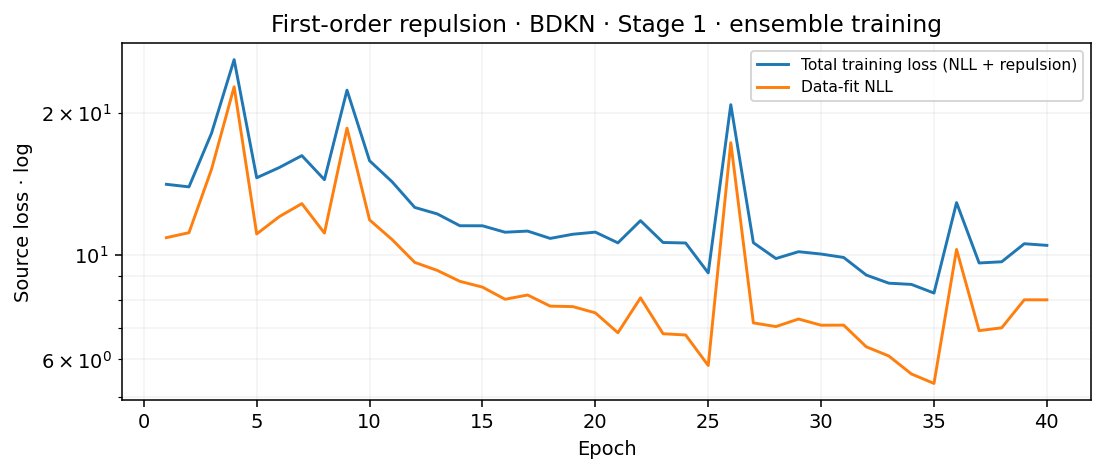 First-order repulsion · BDKN · Stage 1 · ensemble training
Total training loss (NLL + repulsion)
Data-fit NLL
Source loss · log
2 × 10¹
10¹
6 × 10⁰
0 5 10 15 20 25 30 35 40
Epoch